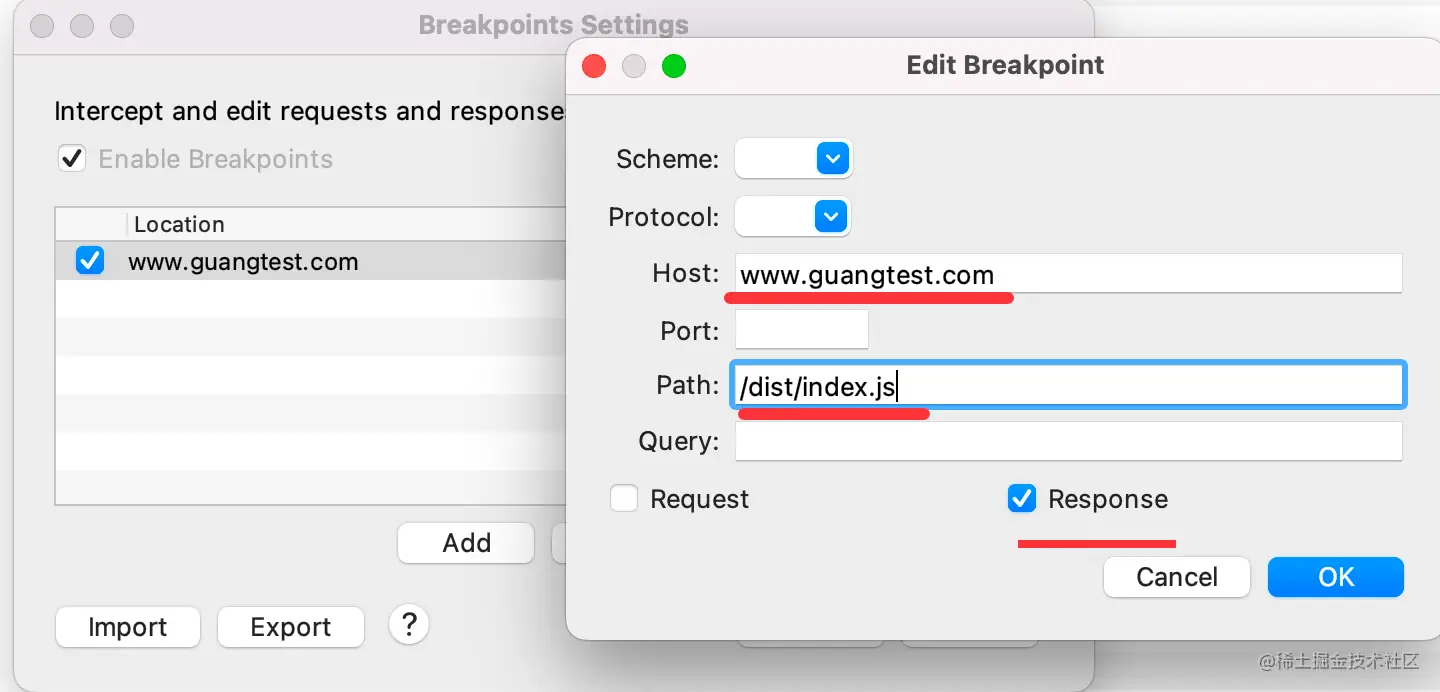 Breakpoints Settings
Intercept and edit requests and responses
Enable Breakpoints
Location
www.guangtest.com
Add
Import
Export
?
Edit Breakpoint
Scheme:
Protocol:
Host: www.guangtest.com
Port:
Path: /dist/index.js
Query:
Request
Response
Cancel
OK
@稀土掘金技术社区